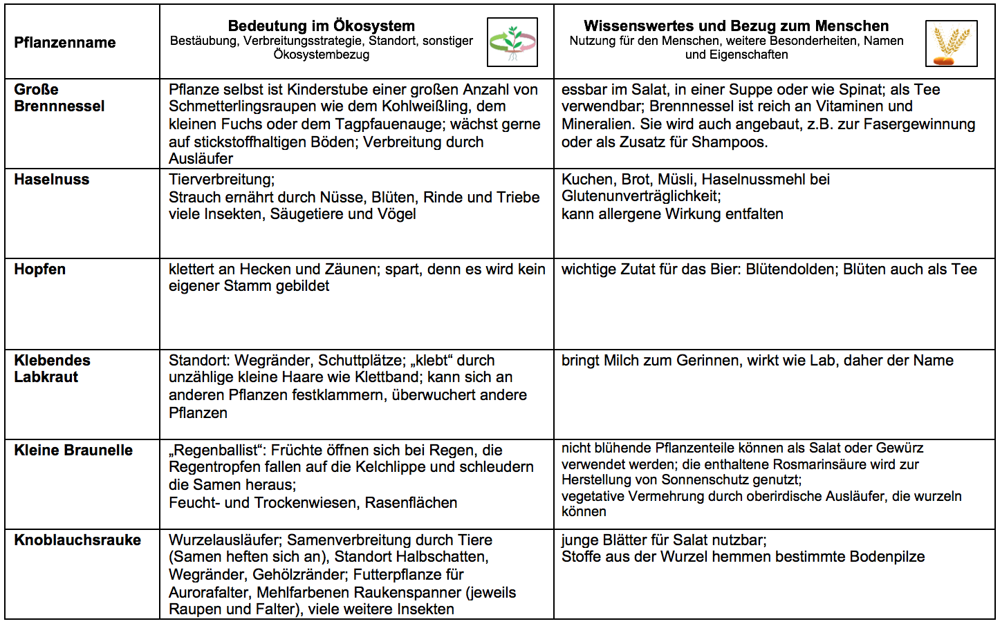 Pflanzenname
Bedeutung im Ökosystem
Bestäubung, Verbreitungsstrategie, Standort, sonstiger
Ökosystembezug
Wissenswertes und Bezug zum Menschen
Nutzung für den Menschen, weitere Besonderheiten, Namen
und Eigenschaften
Große
Brennnessel
Pflanze selbst ist Kinderstube einer großen Anzahl von
Schmetterlingsraupen wie dem Kohlweißling, dem
kleinen Fuchs oder dem Tagpfauenauge; wächst gerne
auf stickstoffhaltigen Böden; Verbreitung durch
Ausläufer
essbar im Salat, in einer Suppe oder wie Spinat; als Tee
verwendbar; Brennnessel ist reich an Vitaminen und
Mineralien. Sie wird auch angebaut, z.B. zur Fasergewinnung
oder als Zusatz für Shampoos.
Haselnuss
Tierverbreitung;
Strauch ernährt durch Nüsse, Blüten, Rinde und Triebe
viele Insekten, Säugetiere und Vögel
Kuchen, Brot, Müsli, Haselnussmehl bei
Glutenunverträglichkeit;
kann allergene Wirkung entfalten
Hopfen
klettert an Hecken und Zäunen; spart, denn es wird kein
eigener Stamm gebildet
wichtige Zutat für das Bier: Blütendolden; Blüten auch als Tee
Klebendes
Labkraut
Standort: Wegränder, Schuttplätze; „klebt“ durch
unzählige kleine Haare wie Klettband; kann sich an
anderen Pflanzen festklammern, überwuchert andere
Pflanzen
bringt Milch zum Gerinnen, wirkt wie Lab, daher der Name
Kleine Braunelle
„Regenballist“: Früchte öffnen sich bei Regen, die
Regentropfen fallen auf die Kelchlippe und schleudern
die Samen heraus;
Feucht- und Trockenwiesen, Rasenflächen
nicht blühende Pflanzenteile können als Salat oder Gewürz
verwendet werden; die enthaltene Rosmarinsäure wird zur
Herstellung von Sonnenschutz genutzt;
vegetative Vermehrung durch oberirdische Ausläufer, die wurzeln
können
Knoblauchsrauke
Wurzelausläufer; Samenverbreitung durch Tiere
(Samen heften sich an), Standort Halbschatten,
Wegränder, Gehölzränder; Futterpflanze für
Aurorafalter, Mehlfarbenen Raukenspanner (jeweils
Raupen und Falter), viele weitere Insekten
junge Blätter für Salat nutzbar;
Stoffe aus der Wurzel hemmen bestimmte Bodenpilze